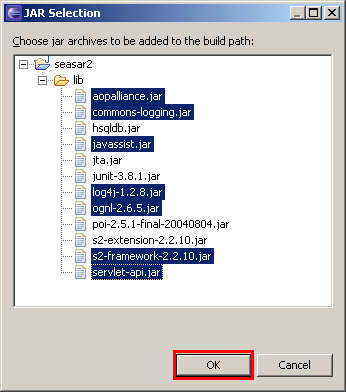 JAR Selection
Choose jar archives to be added to the build path:
seasar2
lib
aopalliance.jar
commons-logging.jar
hsqldb.jar
javassist.jar
jta.jar
junit-3.8.1.jar
log4j-1.2.8.jar
ognl-2.6.5.jar
poi-2.5.1-final-20040804.jar
s2-extension-2.2.10.jar
s2-framework-2.2.10.jar
servlet-api.jar
OK Cancel